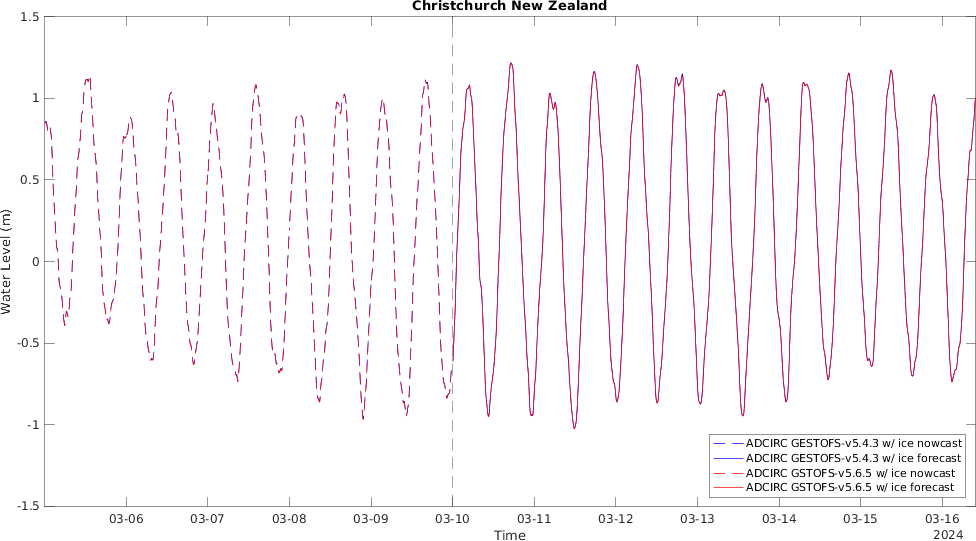 Christchurch New Zealand
1.5
1
0.5
0
-0.5
-1
-1.5
Water Level (m)
ADCIRC GESTOFS-v5.4.3 w/ ice nowcast
ADCIRC GESTOFS-v5.4.3 w/ ice forecast
ADCIRC GSTOFS-v5.6.5 w/ ice nowcast
ADCIRC GSTOFS-v5.6.5 w/ ice forecast
03-06 03-07 03-08 03-09 03-10 03-11 03-12 03-13 03-14 03-15 03-16
Time
2024